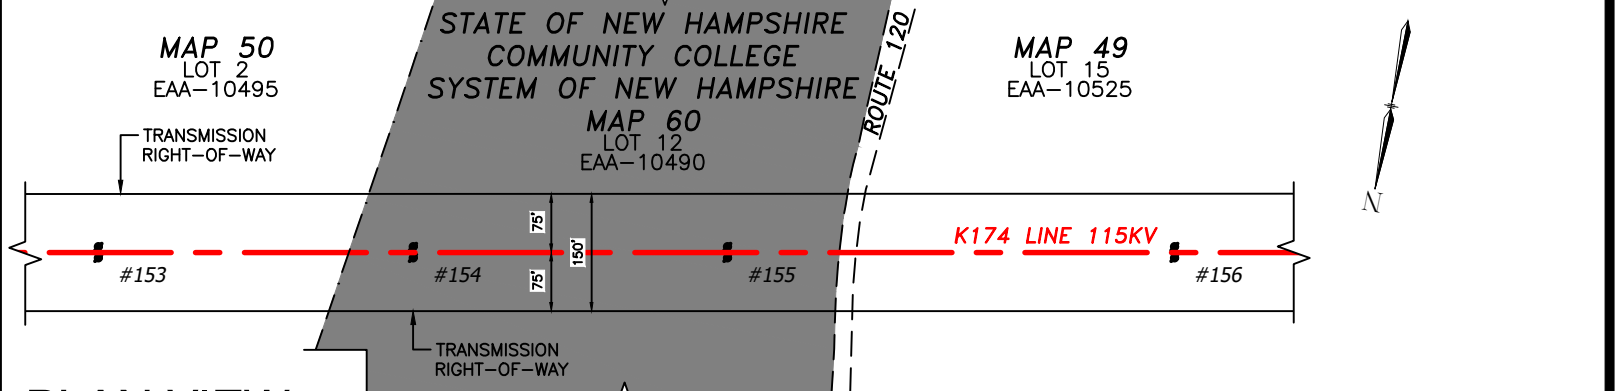 MAP 50
LOT 2
EAA-10495
STATE OF NEW HAMPSHIRE
COMMUNITY COLLEGE
SYSTEM OF NEW HAMPSHIRE
MAP 60
LOT 12
EAA-10490
ROUTE 120
MAP 49
LOT 15
EAA-10525
N
TRANSMISSION
RIGHT-OF-WAY
75'
150'
75'
K174 LINE 115KV
#153
#154
#155
#156
TRANSMISSION
RIGHT-OF-WAY